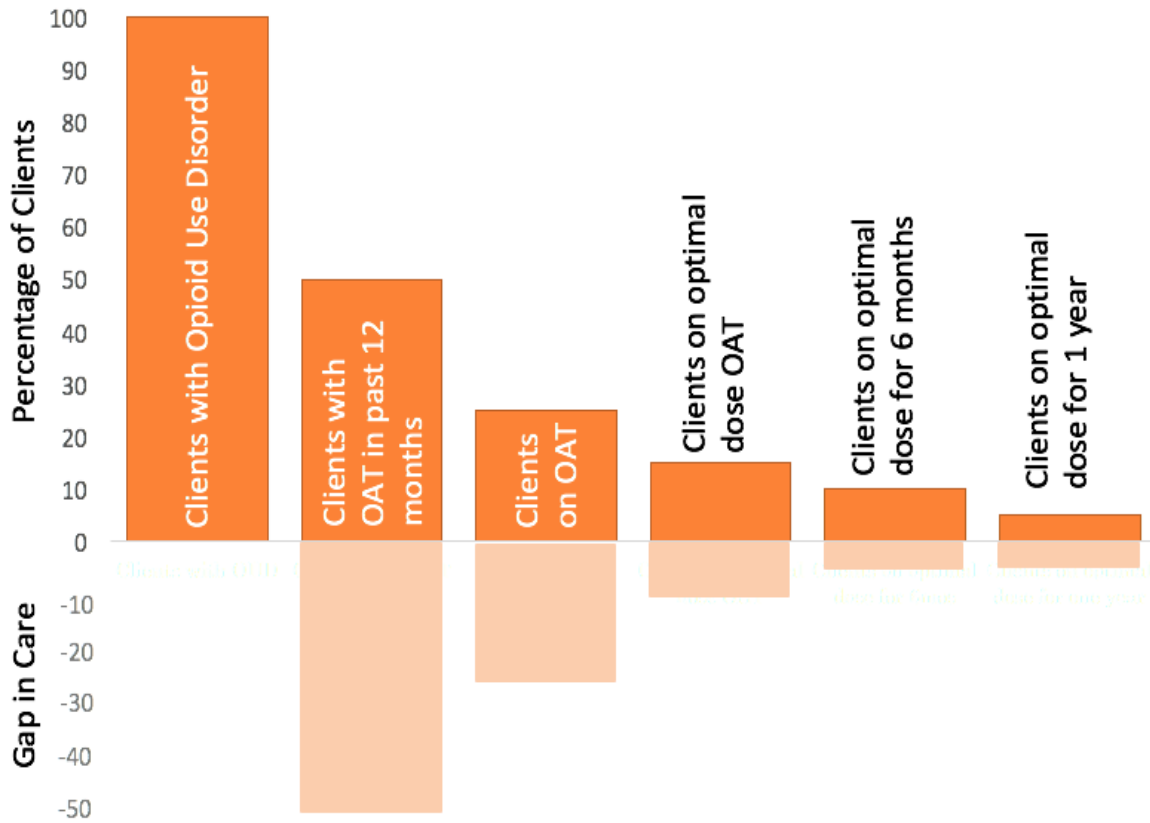 Percentage of Clients
100
90
80
70
60
50
40
30
20
10
0
Gap in Care
-10
-20
-30
-40
-50
Clients with Opioid Use Disorder
Clients with
OAT in past 12
months
Clients
on OAT
Clients on optimal
dose OAT
Clients on optimal
dose for 6 months
Clients on optimal
dose for 1 year